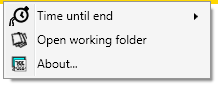 Time until end
Open working folder
About...